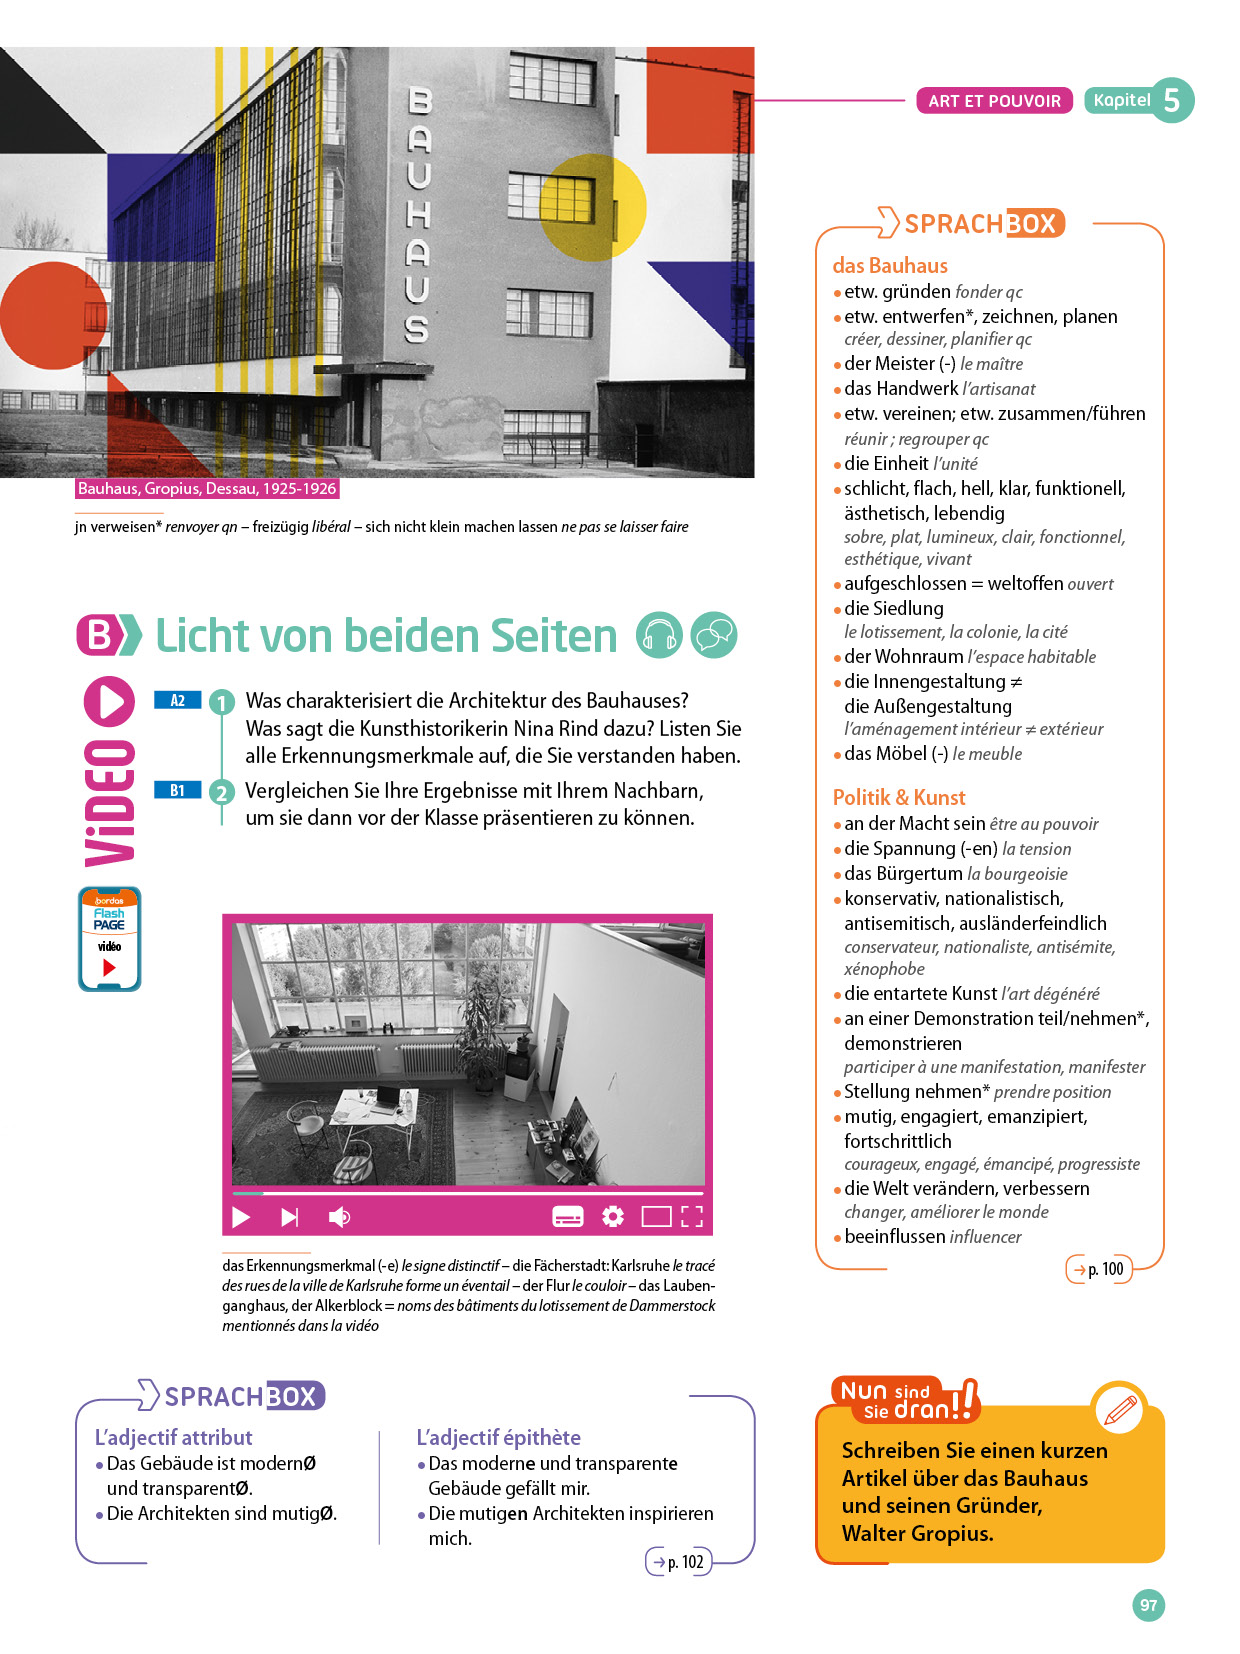 BAUHAUS
ART ET POUVOIR Kapitel 5
Bauhaus, Gropius, Dessau, 1925-1926
jn verweisen* renvoyer qn – freizügig libéral – sich nicht klein machen lassen ne pas se laisser faire
B Licht von beiden Seiten
ViDEO
A2 1 Was charakterisiert die Architektur des Bauhauses?
Was sagt die Kunsthistorikerin Nina Rind dazu? Listen Sie
alle Erkennungsmerkmale auf, die Sie verstanden haben.
B1 2 Vergleichen Sie Ihre Ergebnisse mit Ihrem Nachbarn,
um sie dann vor der Klasse präsentieren zu können.
bordas
Flash
PAGE
vidéo
das Erkennungsmerkmal (-e) le signe distinctif – die Fächerstadt: Karlsruhe le tracé
des rues de la ville de Karlsruhe forme un éventail – der Flur le couloir – das Lauben-
ganghaus, der Alkerblock = noms des bâtiments du lotissement de Dammerstock
mentionnés dans la vidéo
SPRACHBOX
das Bauhaus
• etw. gründen fonder qc
• etw. entwerfen*, zeichnen, planen
créer, dessiner, planifier qc
• der Meister (-) le maître
• das Handwerk l'artisanat
• etw. vereinen; etw. zusammen/führen
réunir ; regrouper qc
• die Einheit l'unité
• schlicht, flach, hell, klar, funktionell,
ästhetisch, lebendig
sobre, plat, lumineux, clair, fonctionnel,
esthétique, vivant
• aufgeschlossen = weltoffen ouvert
• die Siedlung
le lotissement, la colonie, la cité
• der Wohnraum l'espace habitable
• die Innengestaltung ≠
die Außengestaltung
l'aménagement intérieur ≠ extérieur
• das Möbel (-) le meuble
Politik & Kunst
• an der Macht sein être au pouvoir
• die Spannung (-en) la tension
• das Bürgertum la bourgeoisie
• konservativ, nationalistisch,
antisemitisch, ausländerfeindlich
conservateur, nationaliste, antisémite,
xénophobe
• die entartete Kunst l'art dégénéré
• an einer Demonstration teil/nehmen*,
demonstrieren
participer à une manifestation, manifester
• Stellung nehmen* prendre position
• mutig, engagiert, emanzipiert,
fortschrittlich
courageux, engagé, émancipé, progressiste
• die Welt verändern, verbessern
changer, améliorer le monde
• beeinflussen influencer
→ p. 100
SPRACHBOX
L'adjectif attribut
• Das Gebäude ist modernØ
und transparentØ.
• Die Architekten sind mutigØ.
L'adjectif épithète
• Das moderne und transparente
Gebäude gefällt mir.
• Die mutigen Architekten inspirieren
mich.
→ p. 102
Nun sind
Sie dran!!
Schreiben Sie einen kurzen
Artikel über das Bauhaus
und seinen Gründer,
Walter Gropius.
97